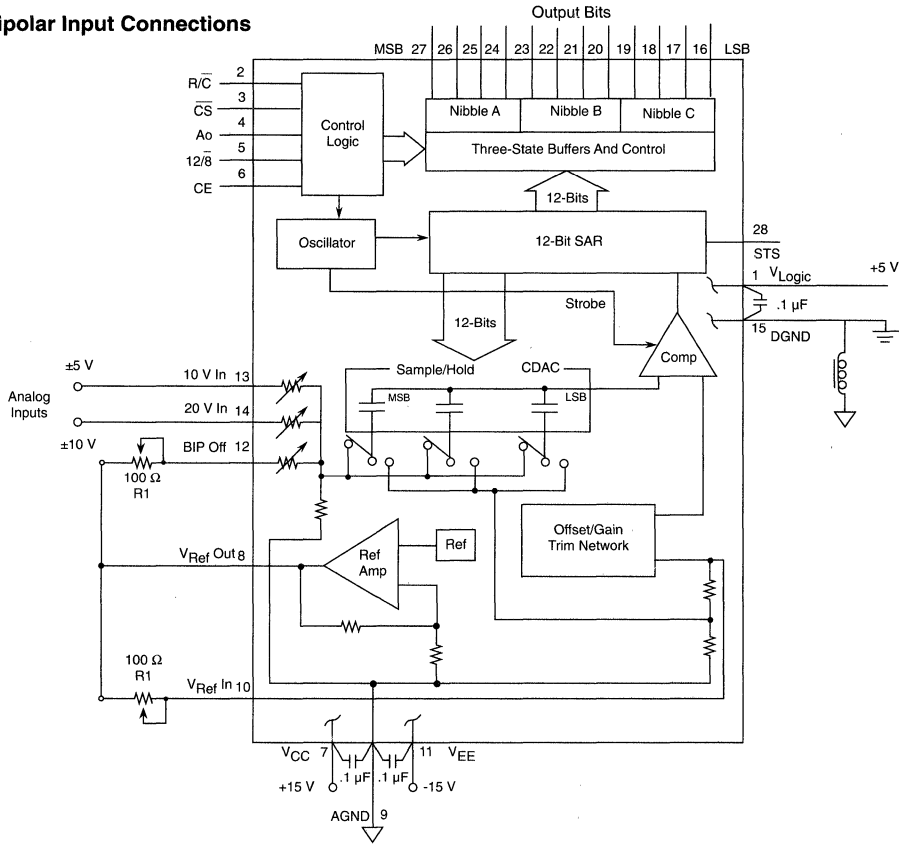 ipolar Input Connections
Output Bits
MSB 27 26 25 24 23 22 21 20 19 18 17 16 LSB
2
R/C̅
3
C̅S̅
4
Ao
5
12/8̅
6
CE
Control
Logic
Nibble A
Nibble B
Nibble C
Three-State Buffers And Control
12-Bits
Oscillator
12-Bit SAR
28
STS
1 VLogic
+5 V
.1 µF
15 DGND
Strobe
12-Bits
Comp
Sample/Hold
CDAC
MSB
LSB
±5 V
10 V In 13
Analog
Inputs
20 V In 14
±10 V
BIP Off 12
100 Ω
R1
VRef Out 8
Ref
Amp
Ref
Offset/Gain
Trim Network
100 Ω
R1
VRef In 10
VCC 7
11 VEE
.1 µF
.1 µF
+15 V
-15 V
AGND 9